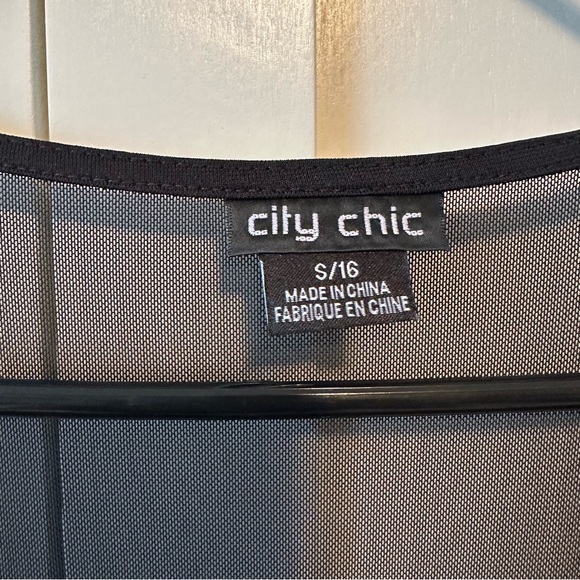 city chic
S/16
MADE IN CHINA
FABRIQUE EN CHINE